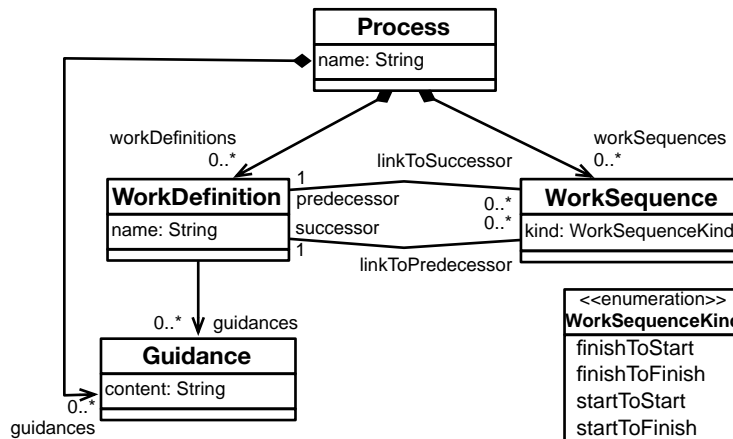 Process
name: String
workDefinitions
0..*
workSequences
0..*
linkToSuccessor
WorkDefinition
name: String
1
predecessor
successor
1
0..*
0..*
linkToPredecessor
WorkSequence
kind: WorkSequenceKind
0..* guidances
Guidance
content: String
0..*
guidances
<<enumeration>>
WorkSequenceKind
finishToStart
finishToFinish
startToStart
startToFinish